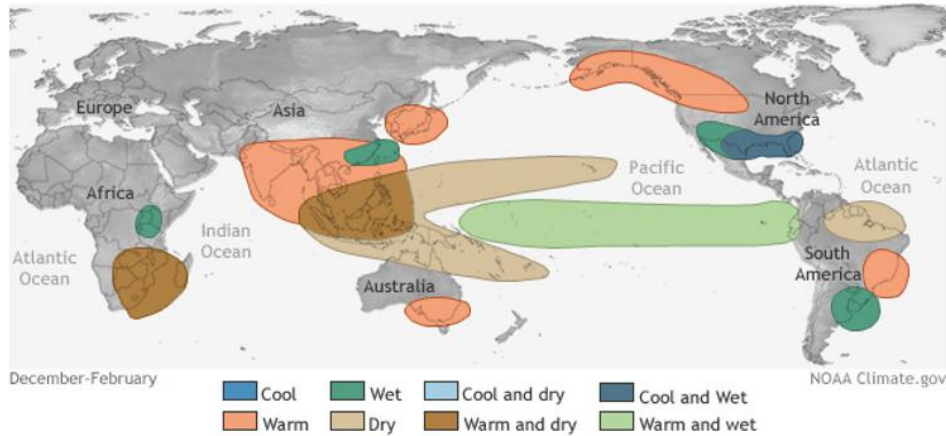 North
America
Europe
Asia
Pacific
Ocean
Atlantic
Ocean
Africa
Indian
Ocean
Atlantic
Ocean
South
America
Australia
December-February
NOAA Climate.gov
Cool
Wet
Cool and dry
Cool and Wet
Warm
Dry
Warm and dry
Warm and wet